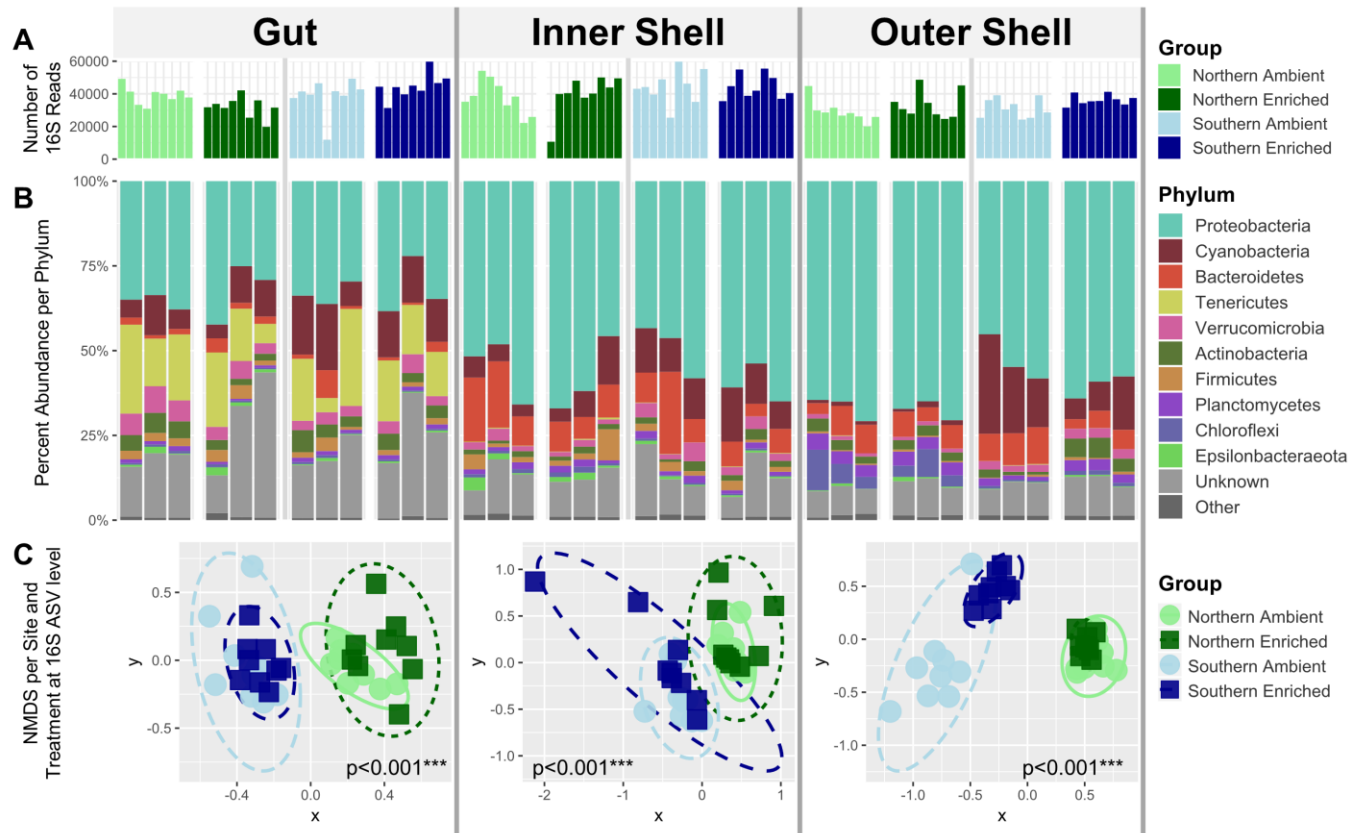 Gut
Inner Shell
Outer Shell
A
Number of
16S Reads
60000
40000
20000
0
Group
Northern Ambient
Northern Enriched
Southern Ambient
Southern Enriched
B
Percent Abundance per Phylum
100%
75%
50%
25%
0%
Phylum
Proteobacteria
Cyanobacteria
Bacteroidetes
Tenericutes
Verrucomicrobia
Actinobacteria
Firmicutes
Planctomycetes
Chloroflexi
Epsilonbacteraeota
Unknown
Other
C
NMDS per Site and
Treatment at 16S ASV level
y
0.5
0.0
-0.5
p<0.001***
-0.4
0.0
0.4
x
y
1.0
0.5
0.0
-0.5
-1.0
p<0.001***
-2
-1
0
1
x
y
0.5
0.0
-0.5
-1.0
p<0.001***
-1.0
-0.5
0.0
0.5
x
Group
Northern Ambient
Northern Enriched
Southern Ambient
Southern Enriched